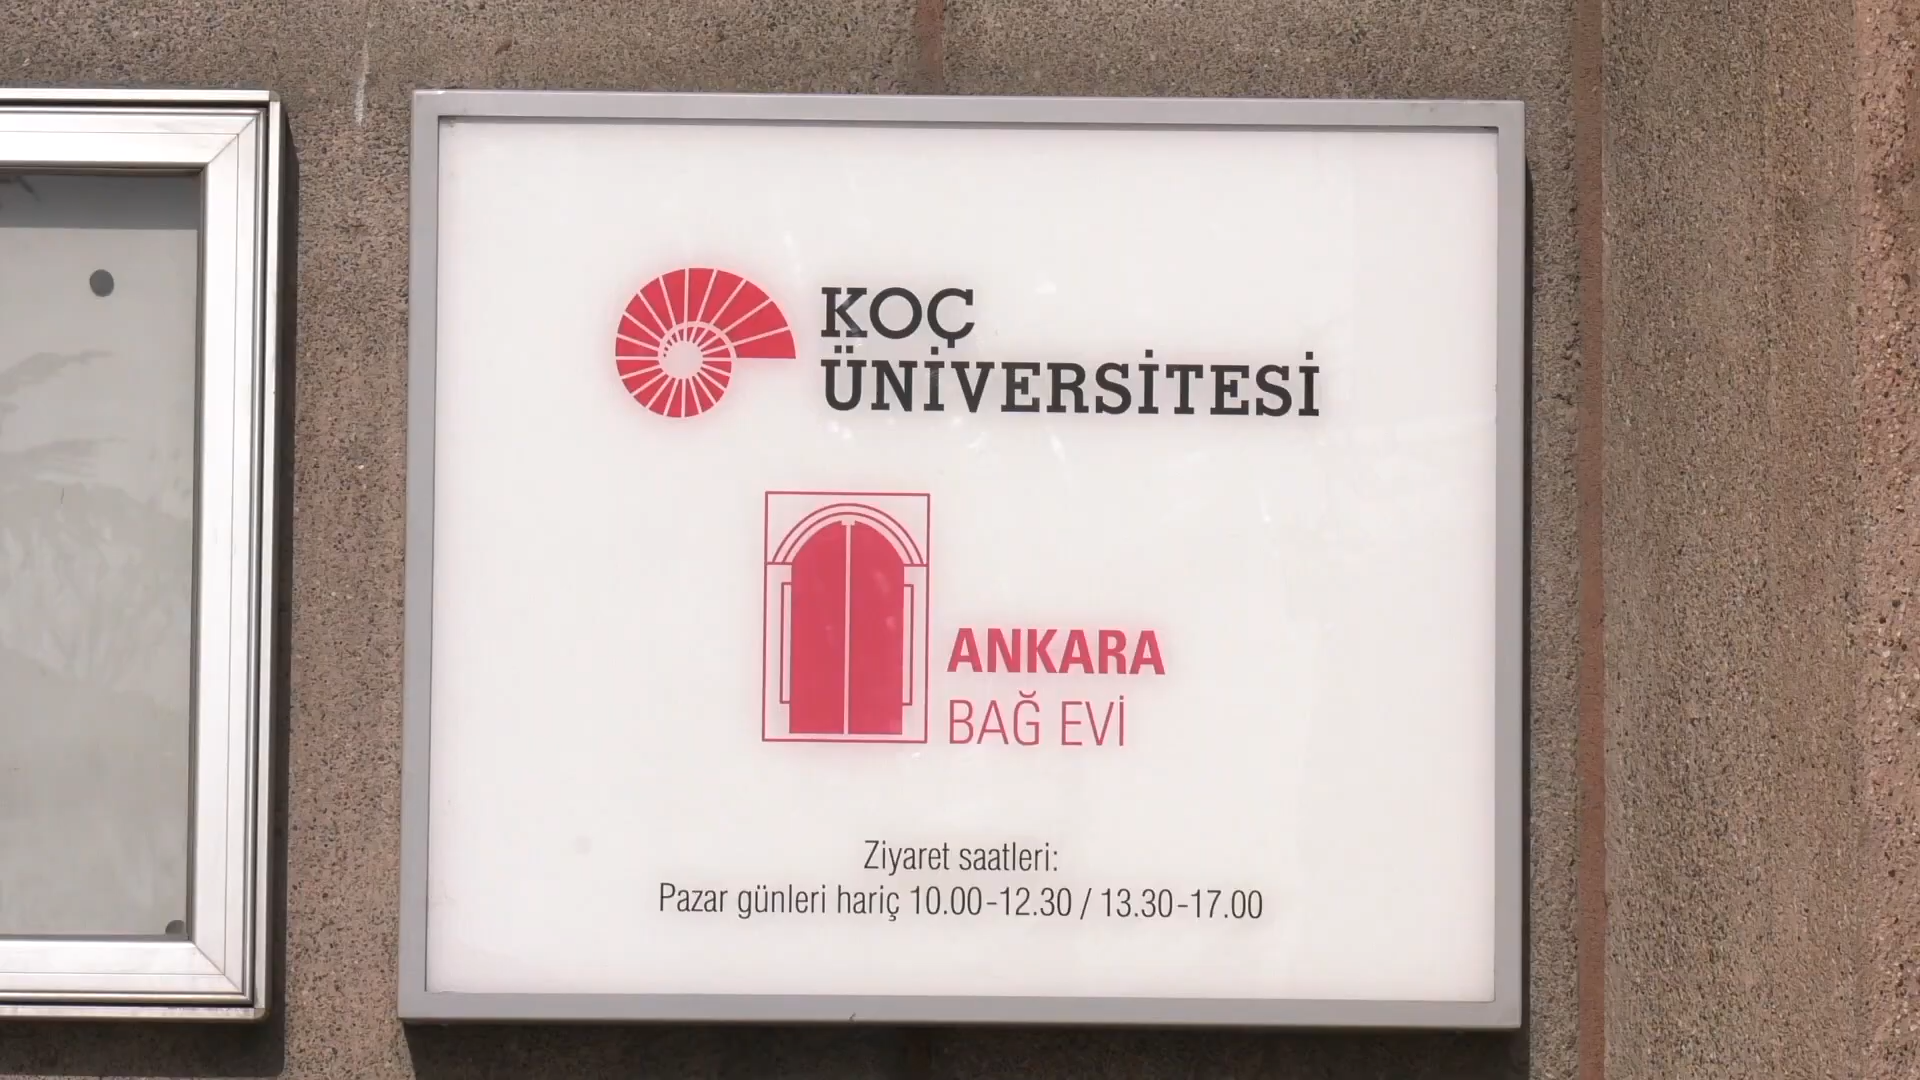 KOÇ
ÜNİVERSİTESİ
ANKARA
BAĞ EVİ
Ziyaret saatleri:
Pazar günleri hariç 10.00-12.30 / 13.30-17.00